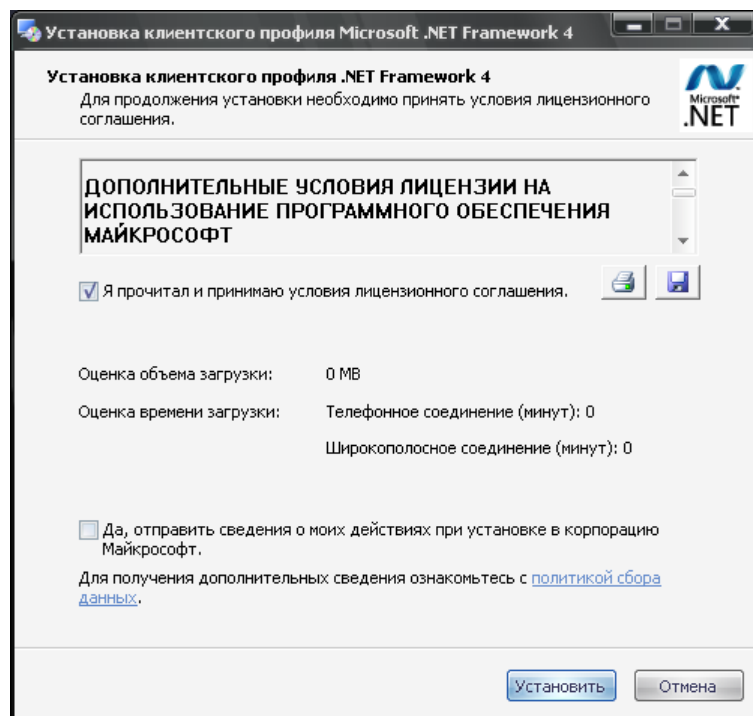 Установка клиентского профиля Microsoft .NET Framework 4
Установка клиентского профиля .NET Framework 4
Для продолжения установки необходимо принять условия лицензионного
соглашения.
Microsoft®
.NET
ДОПОЛНИТЕЛЬНЫЕ УСЛОВИЯ ЛИЦЕНЗИИ НА
ИСПОЛЬЗОВАНИЕ ПРОГРАММНОГО ОБЕСПЕЧЕНИЯ
МАЙКРОСОФТ
Я прочитал и принимаю условия лицензионного соглашения.
Оценка объема загрузки: 0 MB
Оценка времени загрузки: Телефонное соединение (минут): 0
Широкополосное соединение (минут): 0
Да, отправить сведения о моих действиях при установке в корпорацию
Майкрософт.
Для получения дополнительных сведения ознакомьтесь с политикой сбора
данных.
Установить Отмена